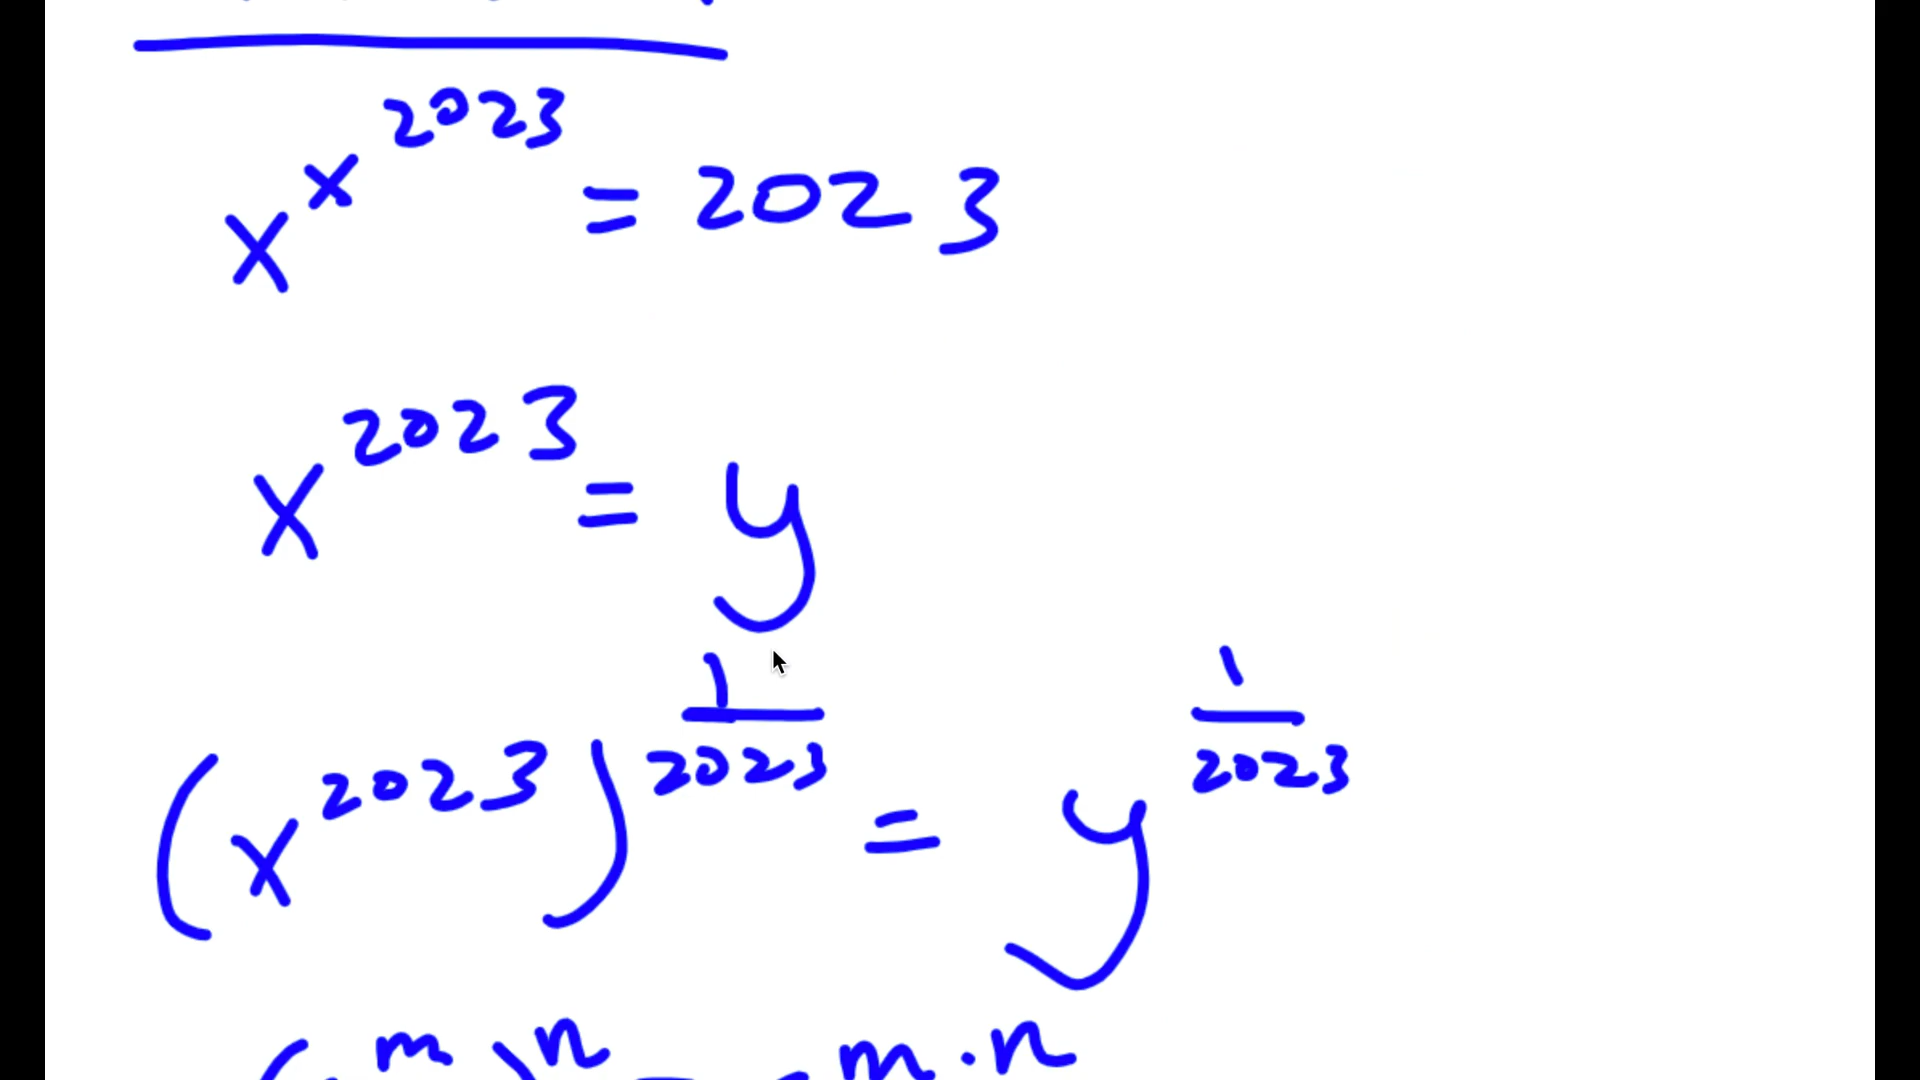 x^x^2023 = 2023
x^2023 = y
(x^2023)^1/2023 = y^1/2023
m n m · n